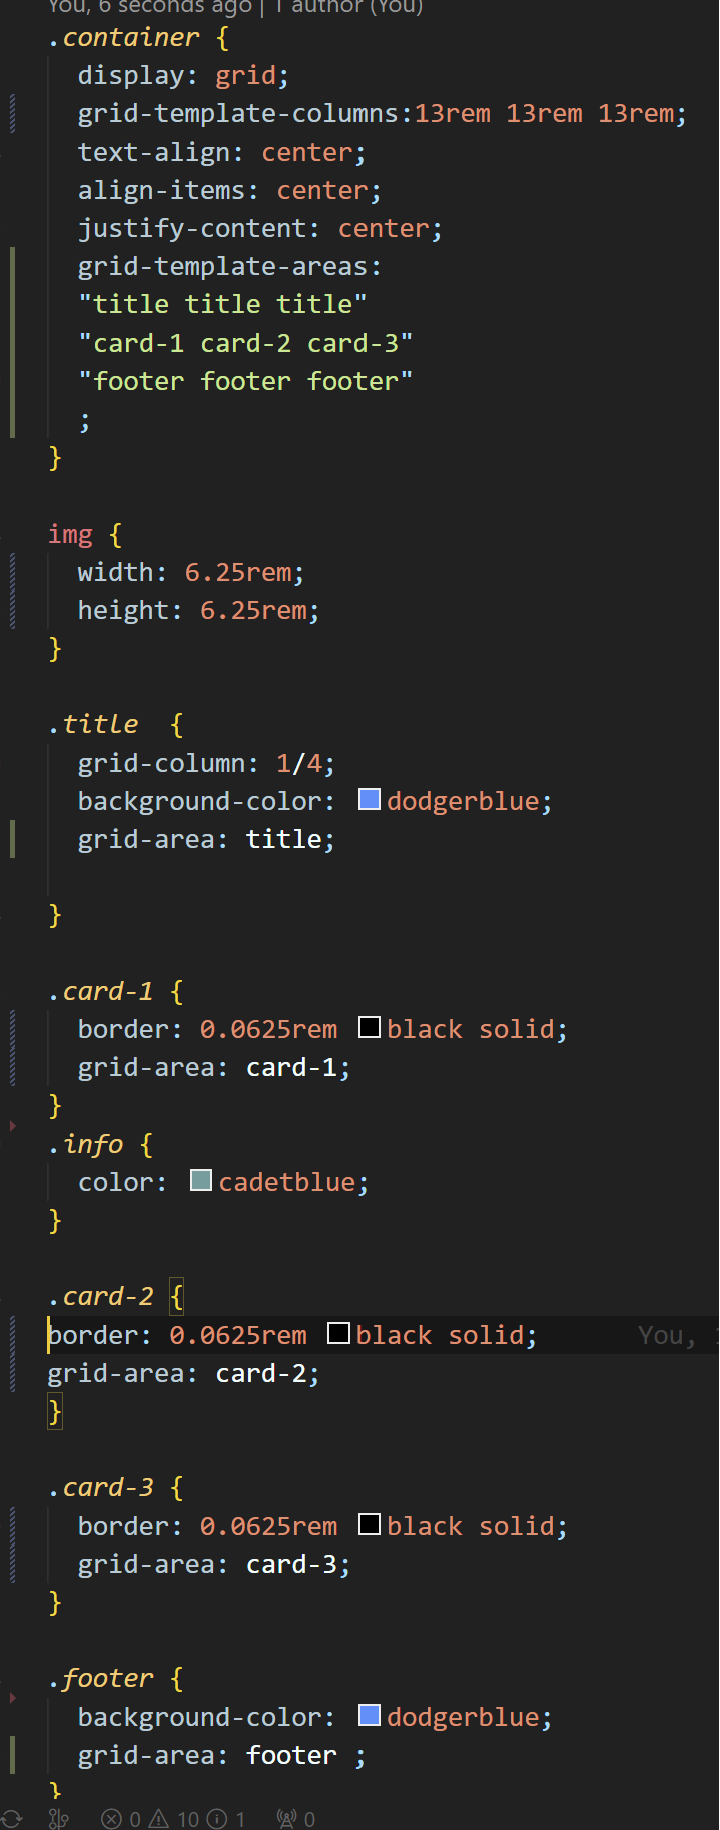 You, 6 seconds ago | 1 author (You)
.container {
display: grid;
grid-template-columns:13rem 13rem 13rem;
text-align: center;
align-items: center;
justify-content: center;
grid-template-areas:
"title title title"
"card-1 card-2 card-3"
"footer footer footer"
;
}
img {
width: 6.25rem;
height: 6.25rem;
}
.title  {
grid-column: 1/4;
background-color: dodgerblue;
grid-area: title;
}
.card-1 {
border: 0.0625rem black solid;
grid-area: card-1;
}
.info {
color: cadetblue;
}
.card-2 {
border: 0.0625rem black solid; You,
grid-area: card-2;
}
.card-3 {
border: 0.0625rem black solid;
grid-area: card-3;
}
.footer {
background-color: dodgerblue;
grid-area: footer ;
}
0 10 1 0